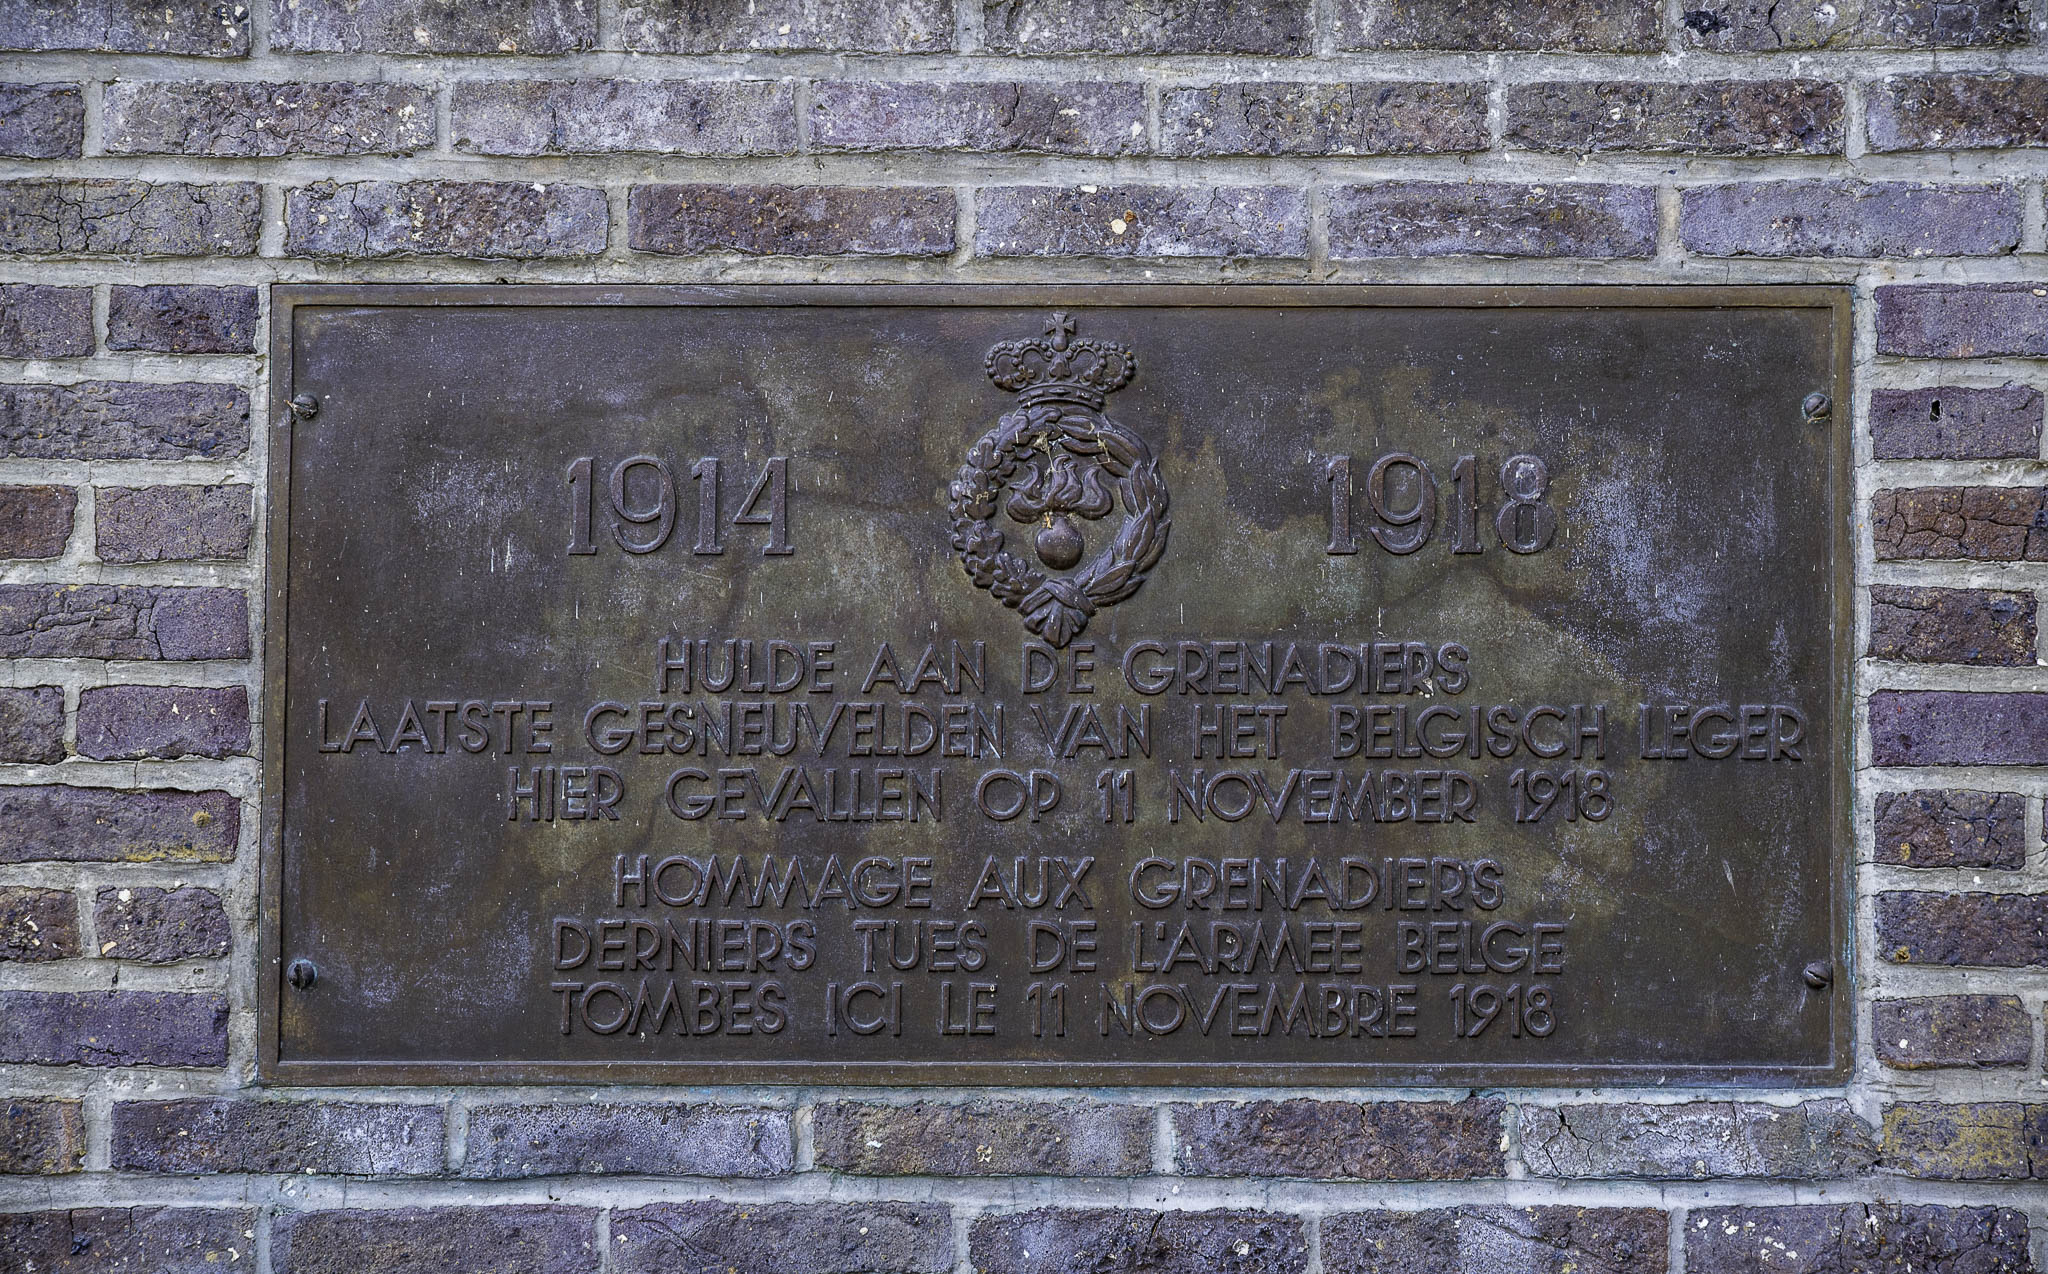 1914 1918
HULDE AAN DE GRENADIERS
LAATSTE GESNEUVELDEN VAN HET BELGISCH LEGER
HIER GEVALLEN OP 11 NOVEMBER 1918
HOMMAGE AUX GRENADIERS
DERNIERS TUES DE L'ARMEE BELGE
TOMBES ICI LE 11 NOVEMBRE 1918